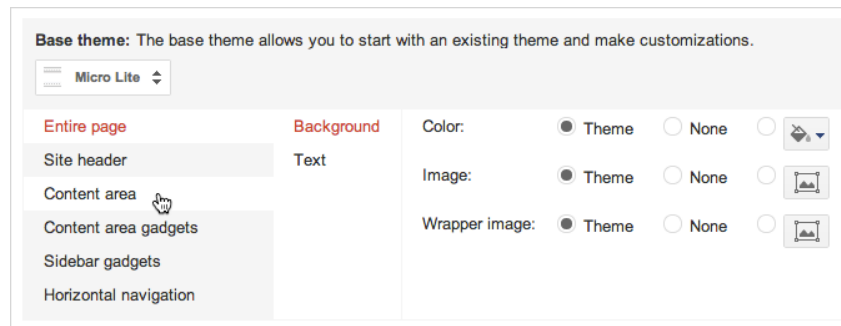 Base theme: The base theme allows you to start with an existing theme and make customizations.
Micro Lite
Entire page
Site header
Content area
Content area gadgets
Sidebar gadgets
Horizontal navigation
Background
Text
Color: Theme None
Image: Theme None
Wrapper image: Theme None